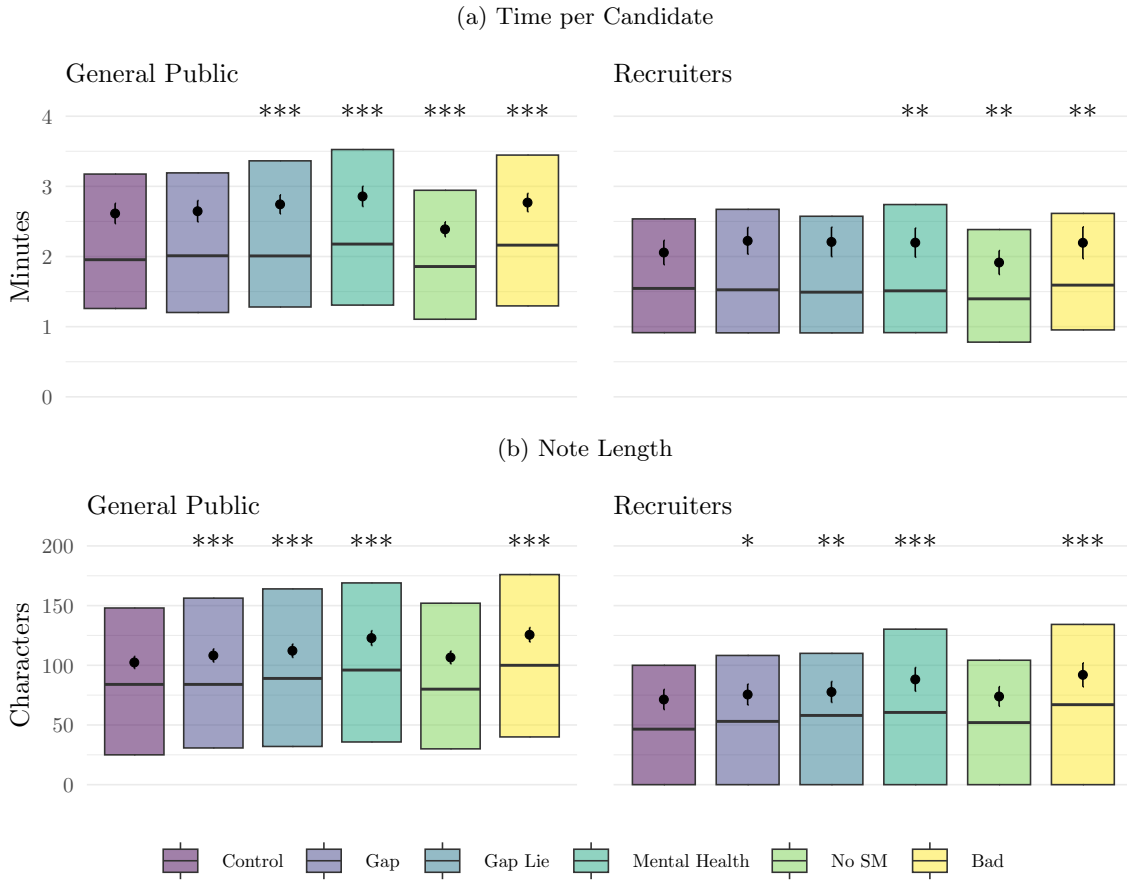 (a) Time per Candidate
General Public
Recruiters
*** *** *** ***
** ** **
4
3
2
1
0
Minutes
(b) Note Length
General Public
Recruiters
*** *** *** ***
* ** *** ***
200
150
100
50
0
Characters
Control Gap Gap Lie Mental Health No SM Bad